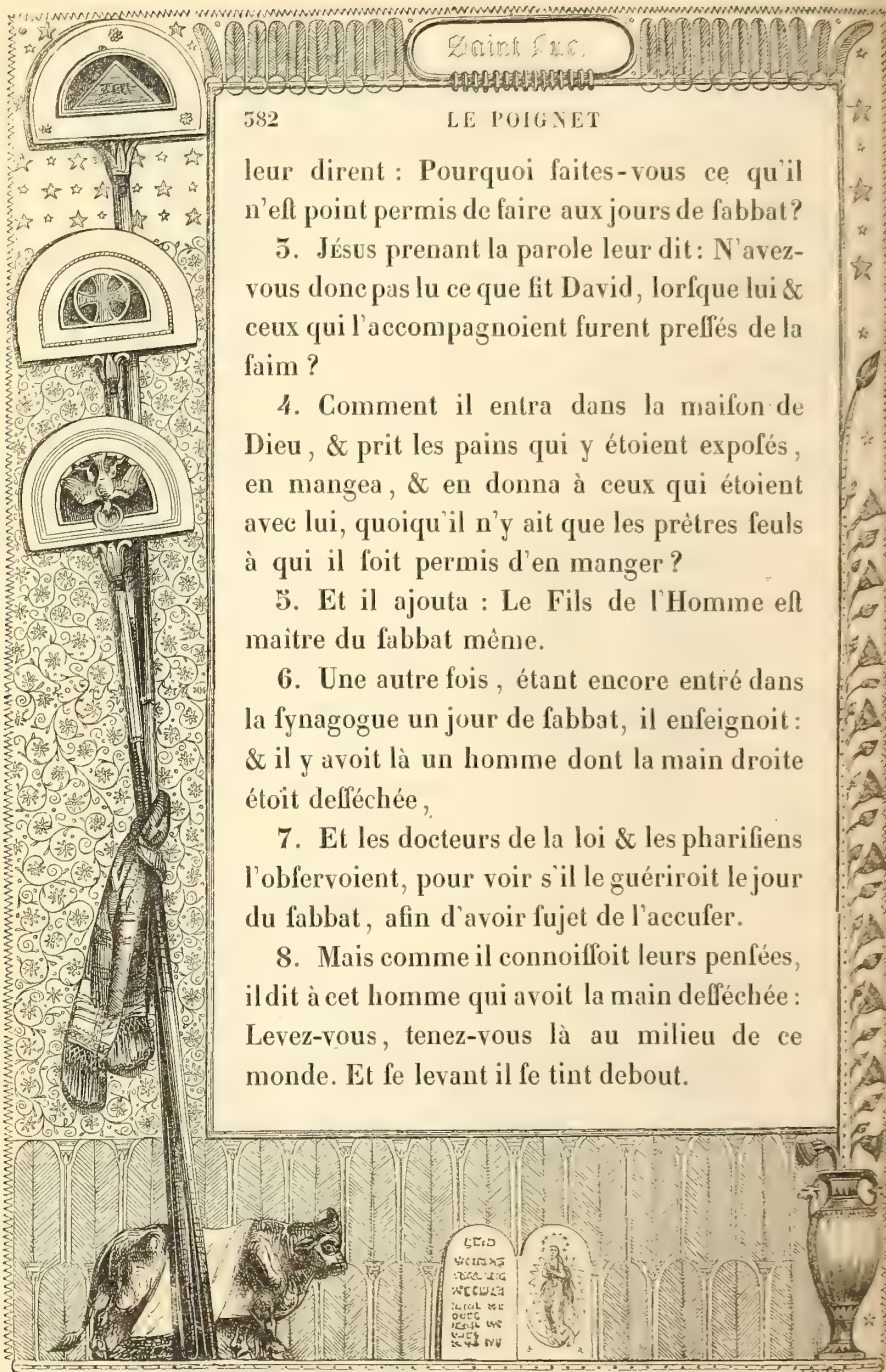 Saint Luc.
382 LE POIGNET
leur dirent : Pourquoi faites-vous ce qu'il
n'eſt point permis de faire aux jours de ſabbat?
3. JÉSUS prenant la parole leur dit : N'avez-
vous donc pas lu ce que fit David, lorſque lui &
ceux qui l'accompagnoient furent preſſés de la
faim ?
4. Comment il entra dans la maiſon de
Dieu, & prit les pains qui y étoient expoſés,
en mangea, & en donna à ceux qui étoient
avec lui, quoiqu'il n'y ait que les prêtres ſeuls
à qui il ſoit permis d'en manger ?
5. Et il ajouta : Le Fils de l'Homme eſt
maitre du ſabbat même.
6. Une autre fois, étant encore entré dans
la ſynagogue un jour de ſabbat, il enſeignoit :
& il y avoit là un homme dont la main droite
étoit deſſéchée,
7. Et les docteurs de la loi & les phariſiens
l'obſervoient, pour voir s'il le guériroit le jour
du ſabbat, afin d'avoir ſujet de l'accuſer.
8. Mais comme il connoiſſoit leurs penſées,
il dit à cet homme qui avoit la main deſſéchée :
Levez-vous, tenez-vous là au milieu de ce
monde. Et ſe levant il ſe tint debout.